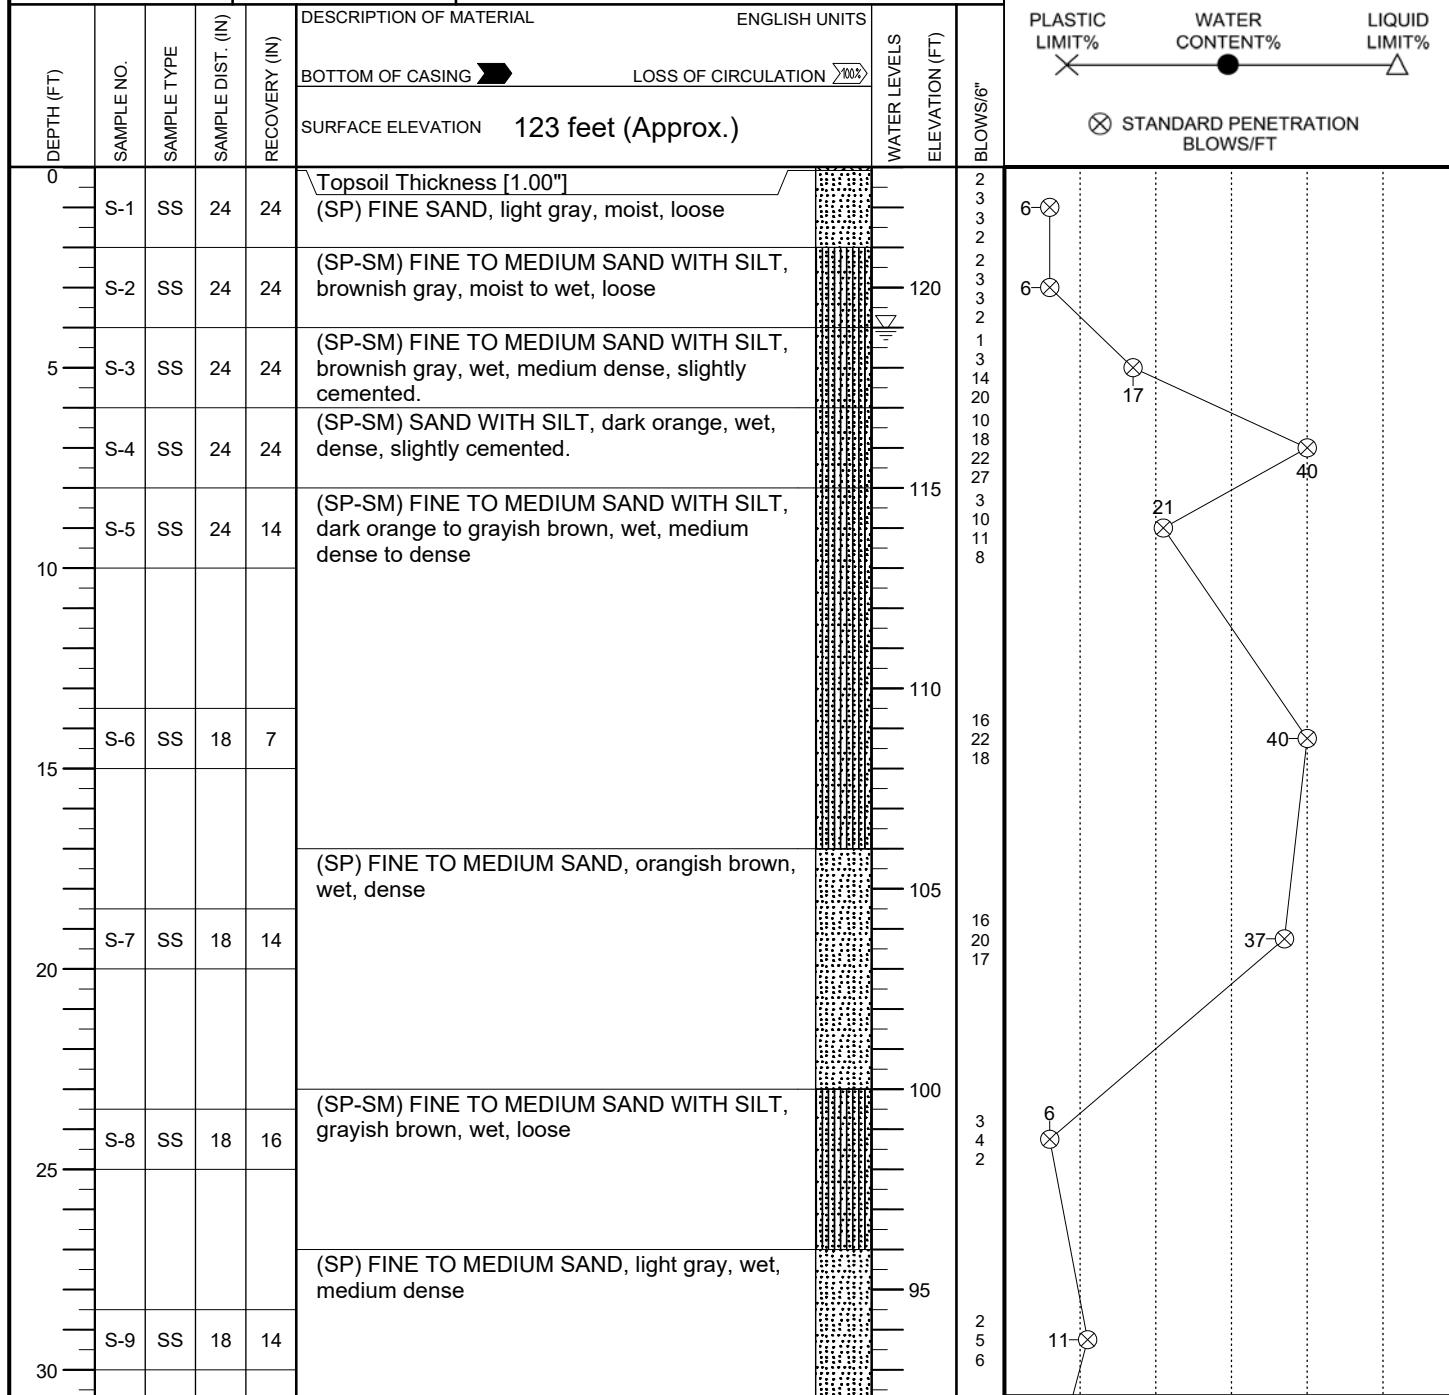 DEPTH (FT)
SAMPLE NO.
SAMPLE TYPE
SAMPLE DIST. (IN)
RECOVERY (IN)
DESCRIPTION OF MATERIAL ENGLISH UNITS
BOTTOM OF CASING LOSS OF CIRCULATION 100%
SURFACE ELEVATION 123 feet (Approx.)
WATER LEVELS
ELEVATION (FT)
BLOWS/6"
PLASTIC LIMIT%
WATER CONTENT%
LIQUID LIMIT%
STANDARD PENETRATION
BLOWS/FT
0
Topsoil Thickness [1.00"]
S-1 SS 24 24 (SP) FINE SAND, light gray, moist, loose
2
3
3
2
6
S-2 SS 24 24 (SP-SM) FINE TO MEDIUM SAND WITH SILT,
brownish gray, moist to wet, loose
120
2
3
3
2
6
5
S-3 SS 24 24 (SP-SM) FINE TO MEDIUM SAND WITH SILT,
brownish gray, wet, medium dense, slightly
cemented.
1
3
14
20
17
S-4 SS 24 24 (SP-SM) SAND WITH SILT, dark orange, wet,
dense, slightly cemented.
10
18
22
27
40
115
S-5 SS 24 14 (SP-SM) FINE TO MEDIUM SAND WITH SILT,
dark orange to grayish brown, wet, medium
dense to dense
3
10
11
8
21
10
110
S-6 SS 18 7
16
22
18
40
15
(SP) FINE TO MEDIUM SAND, orangish brown,
wet, dense
105
S-7 SS 18 14
16
20
17
37
20
100
(SP-SM) FINE TO MEDIUM SAND WITH SILT,
grayish brown, wet, loose
S-8 SS 18 16
3
4
2
6
25
(SP) FINE TO MEDIUM SAND, light gray, wet,
medium dense
95
S-9 SS 18 14
2
5
6
11
30